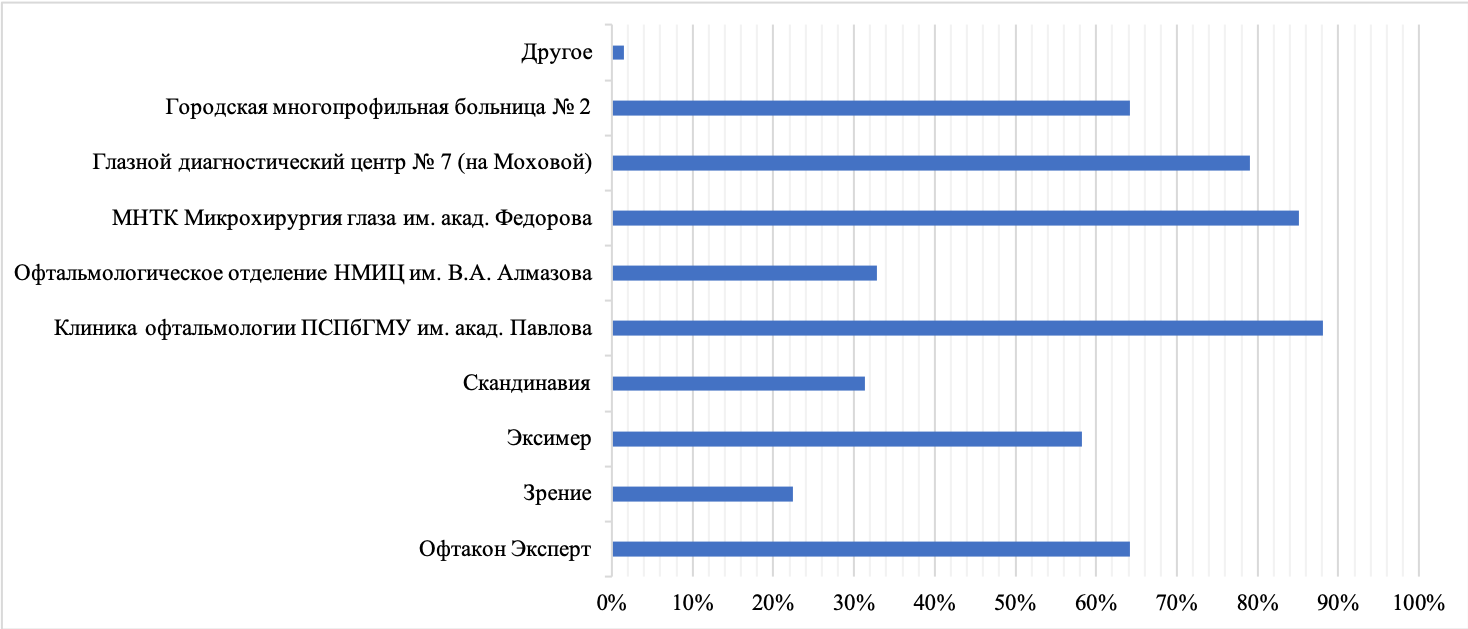 Другое
Городская многопрофильная больница № 2
Глазной диагностический центр № 7 (на Моховой)
МНТК Микрохирургия глаза им. акад. Федорова
Офтальмологическое отделение НМИЦ им. В.А. Алмазова
Клиника офтальмологии ПСПбГМУ им. акад. Павлова
Скандинавия
Эксимер
Зрение
Офтакон Эксперт
0% 10% 20% 30% 40% 50% 60% 70% 80% 90% 100%